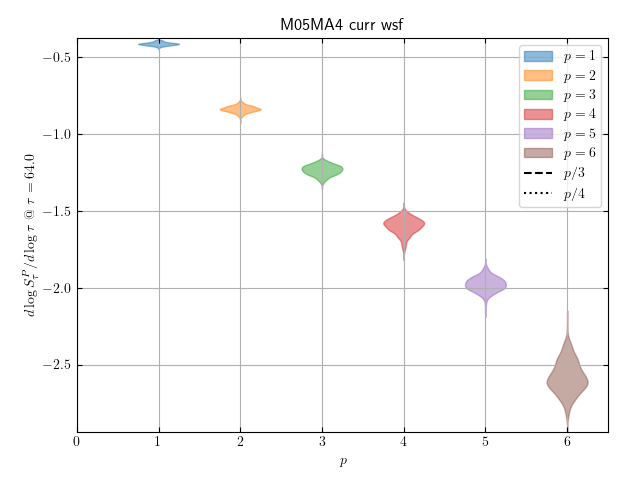 M05MA4 curr wsf
d log S_τ^P / d log τ @ τ = 64.0
−0.5
−1.0
−1.5
−2.0
−2.5
0 1 2 3 4 5 6
p
p = 1
p = 2
p = 3
p = 4
p = 5
p = 6
p/3
p/4